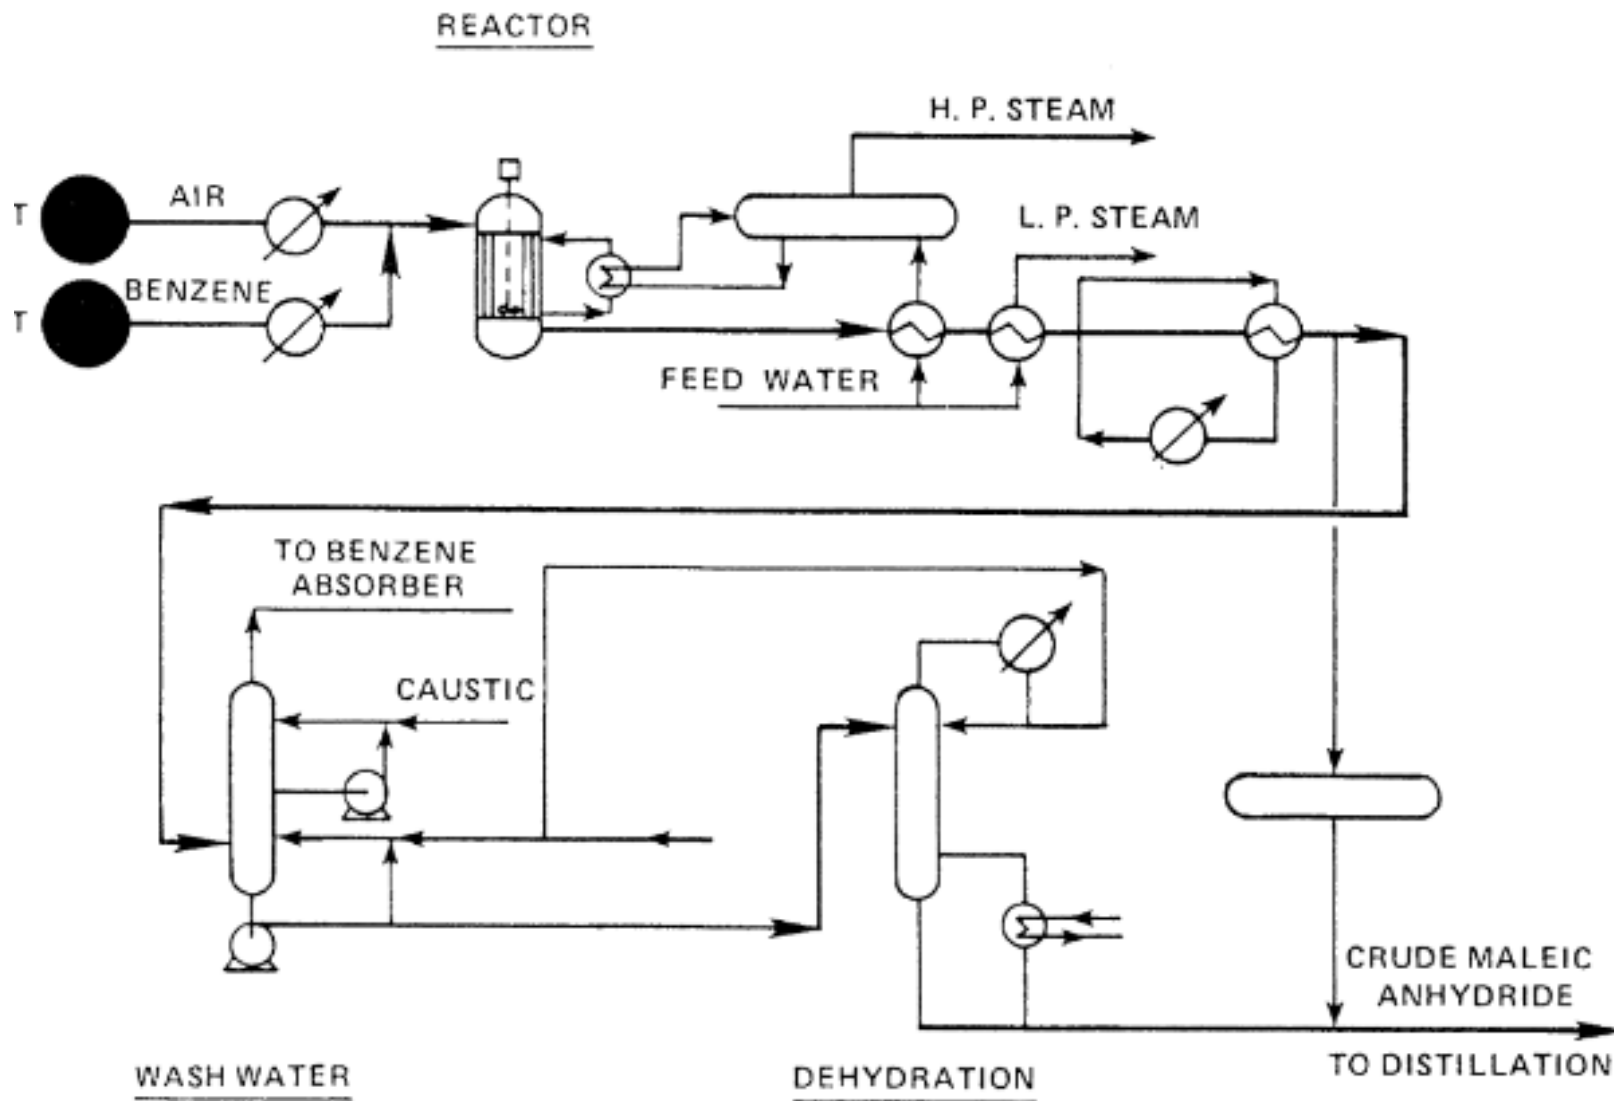 REACTOR
H. P. STEAM
L. P. STEAM
T
AIR
T
BENZENE
FEED WATER
TO BENZENE
ABSORBER
CAUSTIC
CRUDE MALEIC
ANHYDRIDE
TO DISTILLATION
WASH WATER
DEHYDRATION